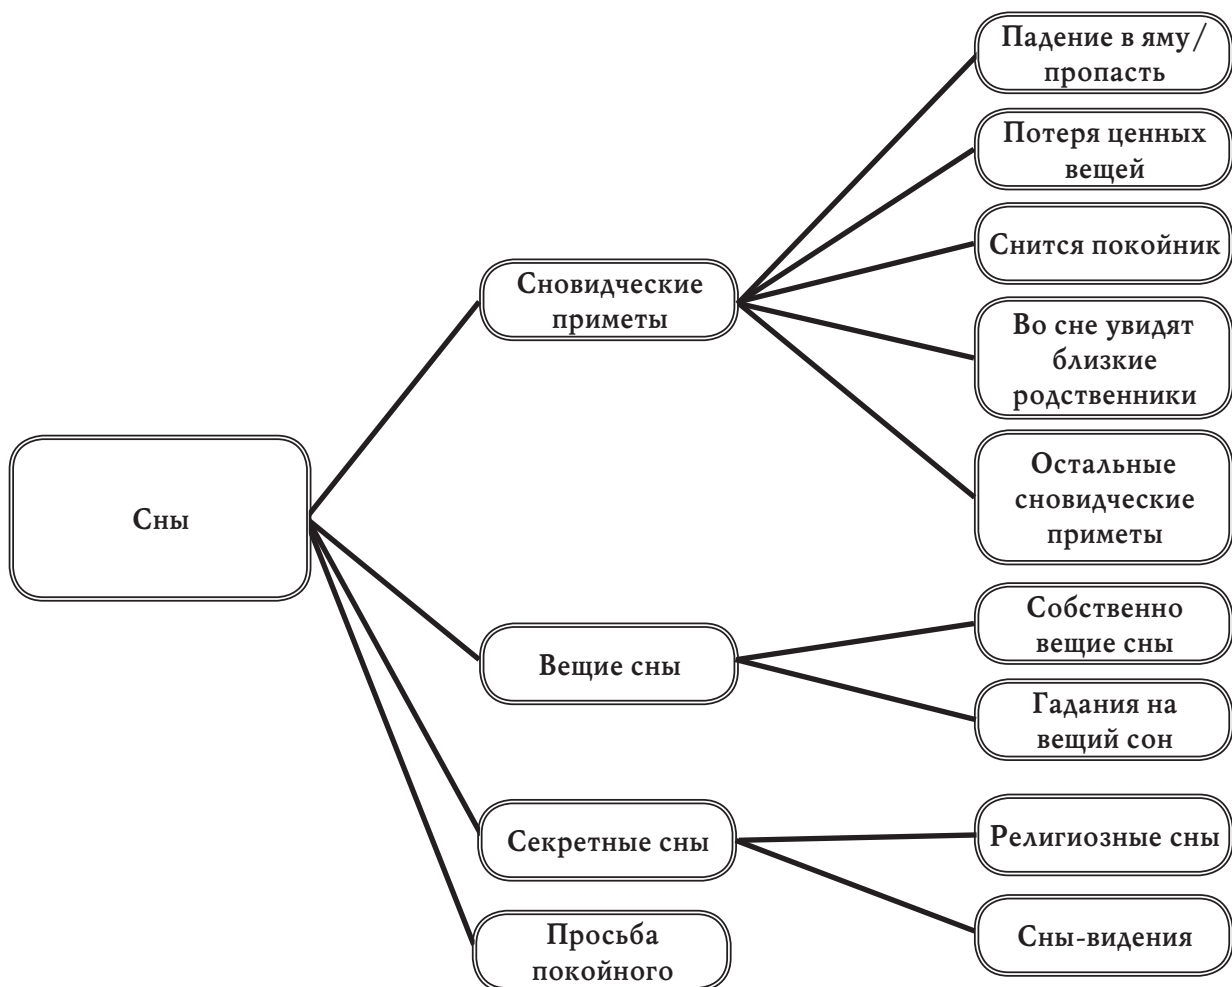 Сны
Сновидческие
приметы
Падение в яму/
пропасть
Потеря ценных
вещей
Снится покойник
Во сне увидят
близкие
родственники
Остальные
сновидческие
приметы
Вещие сны
Собственно
вещие сны
Гадания на
вещий сон
Секретные сны
Религиозные сны
Сны-видения
Просьба
покойного